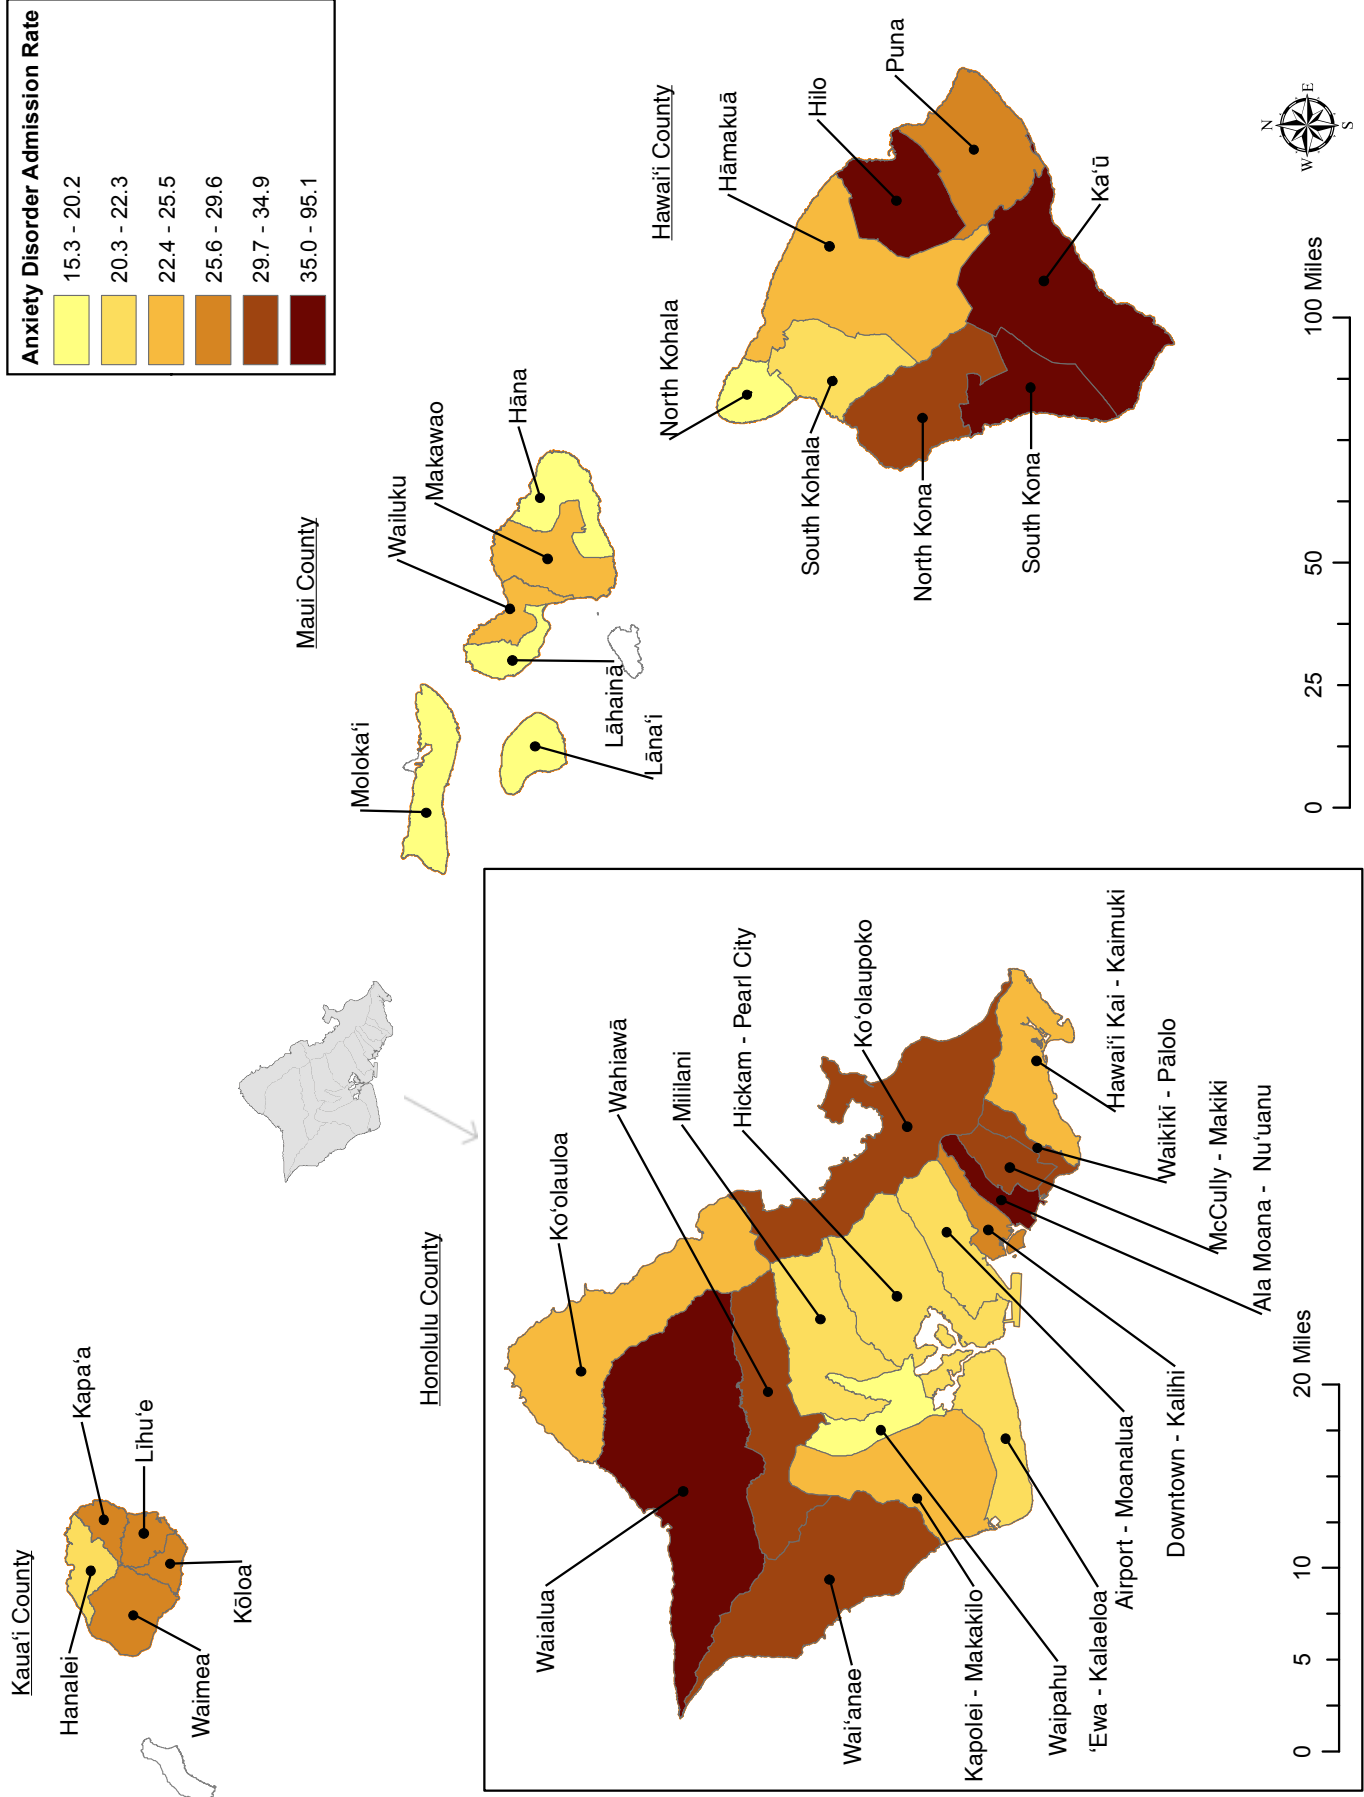 Kauaʻi County
Hanalei
Waimea
Kapaʻa
Līhuʻe
Kōloa
Honolulu County
Koʻolauloa
Wahiawā
Mililani
Hickam - Pearl City
Koʻolaupoko
Waialua
Waiʻanae
Kapolei - Makakilo
Waipahu
ʻEwa - Kalaeloa
Airport - Moanalua
Downtown - Kalihi
Ala Moana - Nuʻuanu
McCully - Makiki
Waikīkī - Pālolo
Hawaiʻi Kai - Kaimuki
0
5
10
20 Miles
Maui County
Molokaʻi
Lānaʻi
Lāhainā
Wailuku
Makawao
Hāna
Hawaiʻi County
North Kohala
South Kohala
North Kona
South Kona
Hāmakuā
Hilo
Puna
Kaʻū
0
25
50
100 Miles
Anxiety Disorder Admission Rate
15.3 - 20.2
20.3 - 22.3
22.4 - 25.5
25.6 - 29.6
29.7 - 34.9
35.0 - 95.1
N
W
E
S